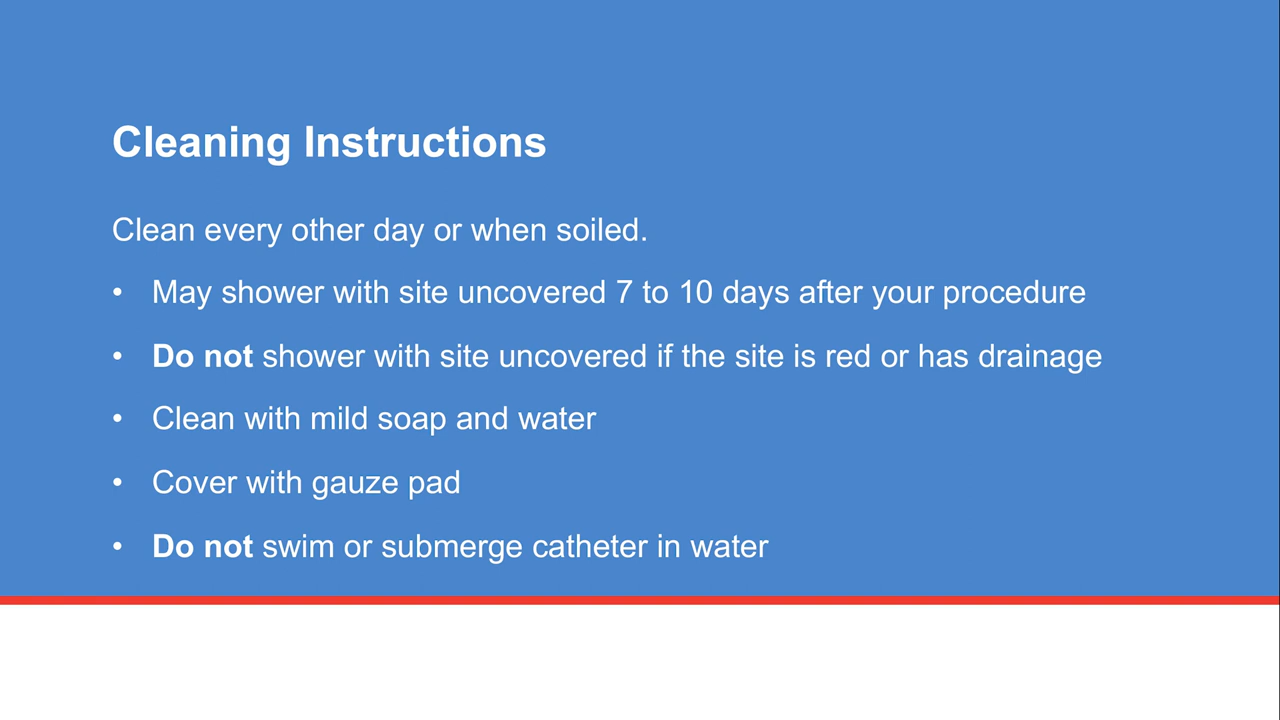 Cleaning Instructions
Clean every other day or when soiled.
• May shower with site uncovered 7 to 10 days after your procedure
• Do not shower with site uncovered if the site is red or has drainage
• Clean with mild soap and water
• Cover with gauze pad
• Do not swim or submerge catheter in water